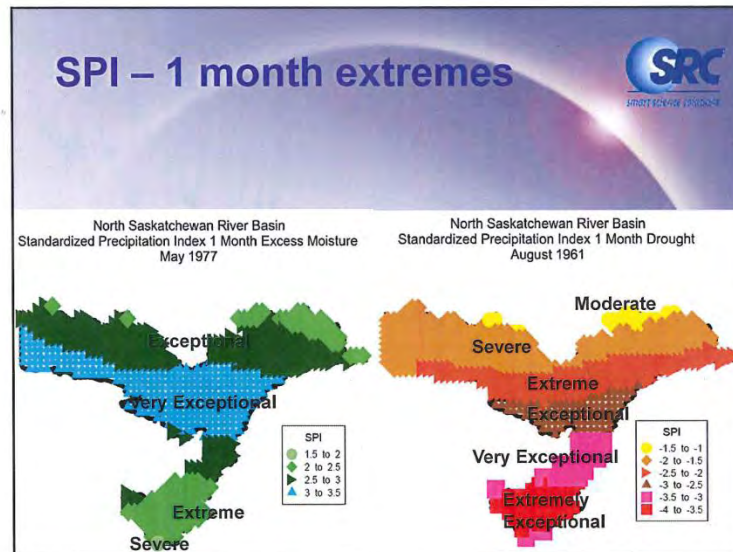 SPI – 1 month extremes
SRC
North Saskatchewan River Basin
Standardized Precipitation Index 1 Month Excess Moisture
May 1977
Exceptional
Very Exceptional
Extreme
Severe
SPI
1.5 to 2
2 to 2.5
2.5 to 3
3 to 3.5
North Saskatchewan River Basin
Standardized Precipitation Index 1 Month Drought
August 1961
Moderate
Severe
Extreme
Exceptional
Very Exceptional
Extremely
Exceptional
SPI
-1.5 to -1
-2 to -1.5
-2.5 to -2
-3 to -2.5
-3.5 to -3
-4 to -3.5